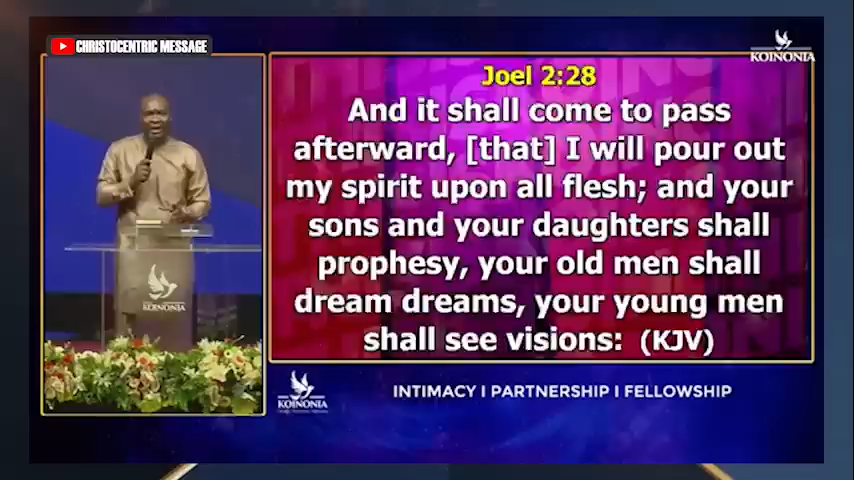 CHRISTOCENTRIC MESSAGE
KOINONIA
Joel 2:28
And it shall come to pass
afterward, [that] I will pour out
my spirit upon all flesh; and your
sons and your daughters shall
prophesy, your old men shall
dream dreams, your young men
shall see visions: (KJV)
KOINONIA
KOINONIA
INTIMACY I PARTNERSHIP I FELLOWSHIP